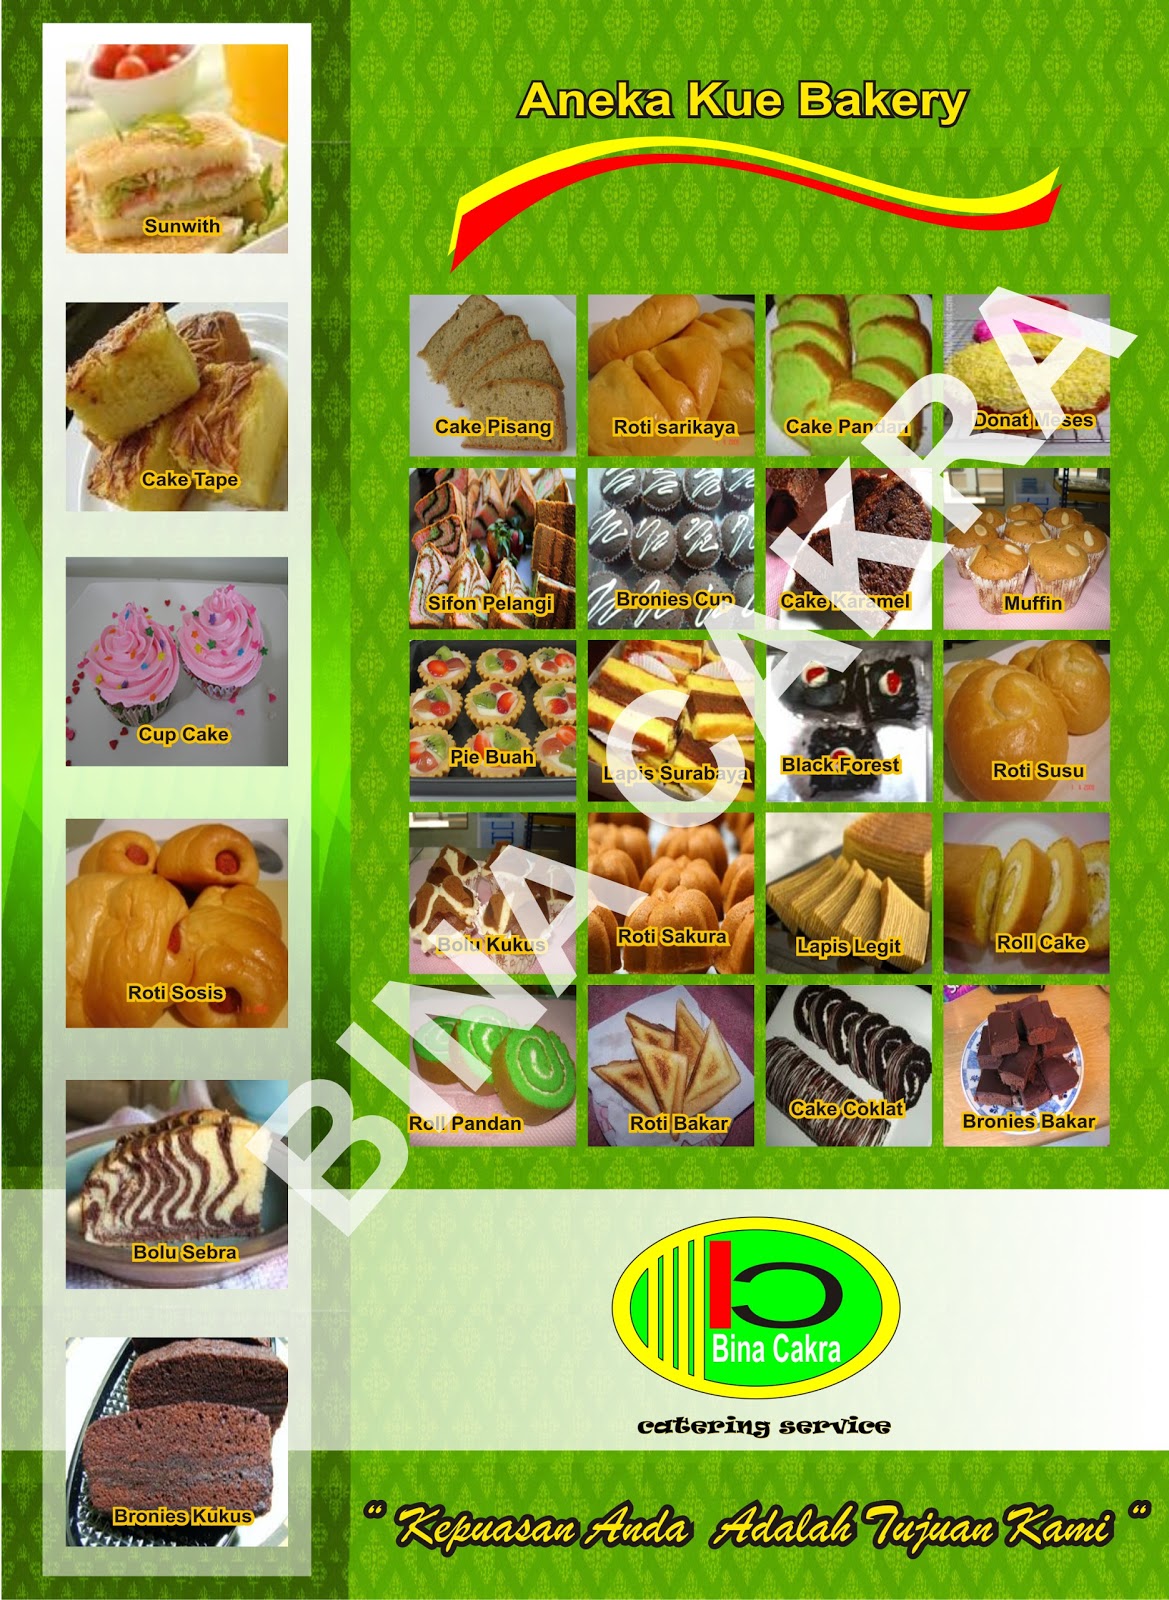 Aneka Kue Bakery
Sunwith
Cake Tape
Cup Cake
Roti Sosis
Bolu Sebra
Bronies Kukus
Cake Pisang
Roti sarikaya
Cake Pandan
Donat Meses
Sifon Pelangi
Bronies Cup
Cake Karamel
Muffin
Pie Buah
Lapis Surabaya
Black Forest
Roti Susu
Bolu Kukus
Roti Sakura
Lapis Legit
Roll Cake
Roll Pandan
Roti Bakar
Cake Coklat
Bronies Bakar
BINA CAKRA
Bina Cakra
catering service
“ Kepuasan Anda Adalah Tujuan Kami “